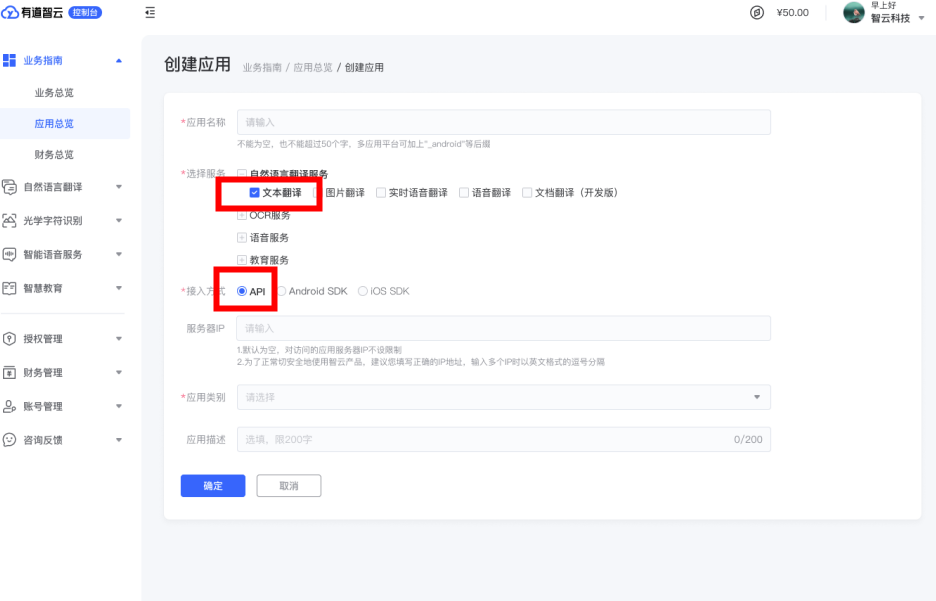 有道智云 控制台
¥50.00
早上好
智云科技
业务指南
业务总览
应用总览
财务总览
自然语言翻译
光学字符识别
智能语音服务
智慧教育
授权管理
财务管理
账号管理
咨询反馈
创建应用 业务指南 / 应用总览 / 创建应用
*应用名称 请输入
不能为空，也不能超过50个字，多应用平台可加上"_android"等后缀
*选择服务 自然语言翻译服务
文本翻译 图片翻译 实时语音翻译 语音翻译 文档翻译（开发版）
OCR服务
语音服务
教育服务
*接入方式 API Android SDK iOS SDK
服务器IP 请输入
1.默认为空，对访问的应用服务器IP不设限制
2.为了正常切安全地使用智云产品，建议您填写正确的IP地址，输入多个IP时以英文格式的逗号分隔
*应用类别 请选择
应用描述 选填，限200字 0/200
确定 取消